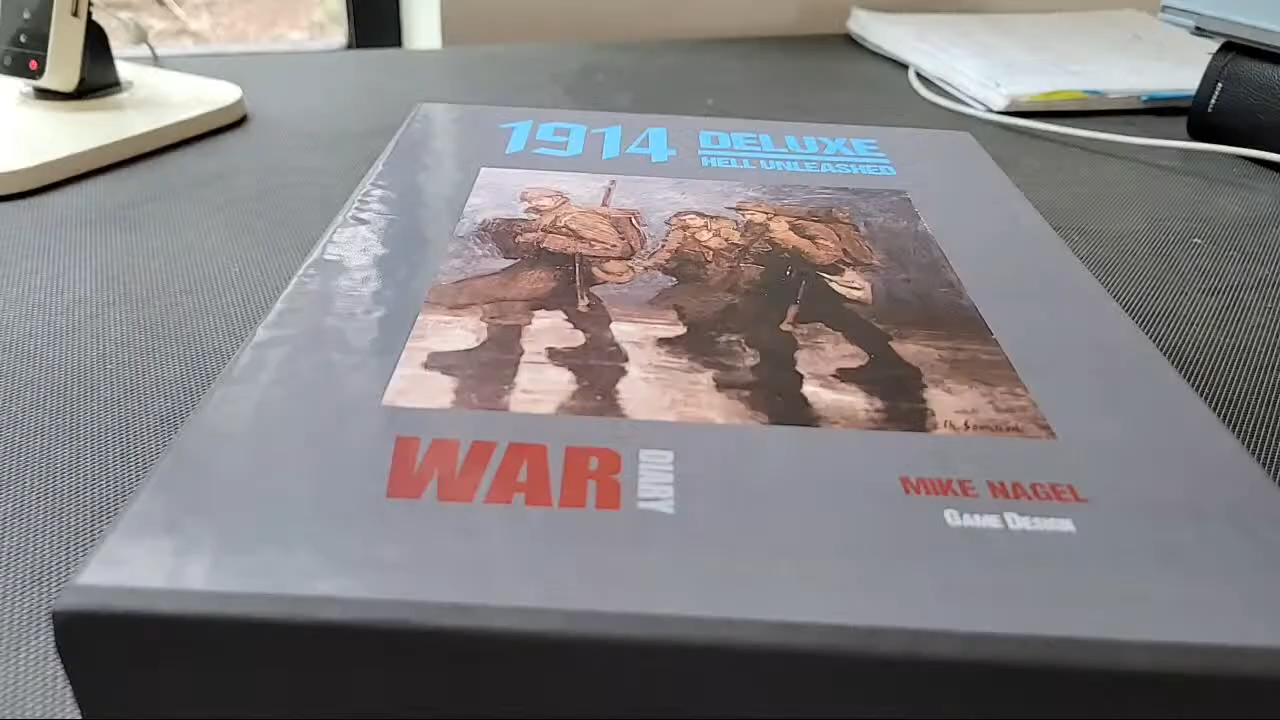 1914 DELUXE
HELL UNLEASHED
WAR DIARY
MIKE NAGEL
GAME DESIGN